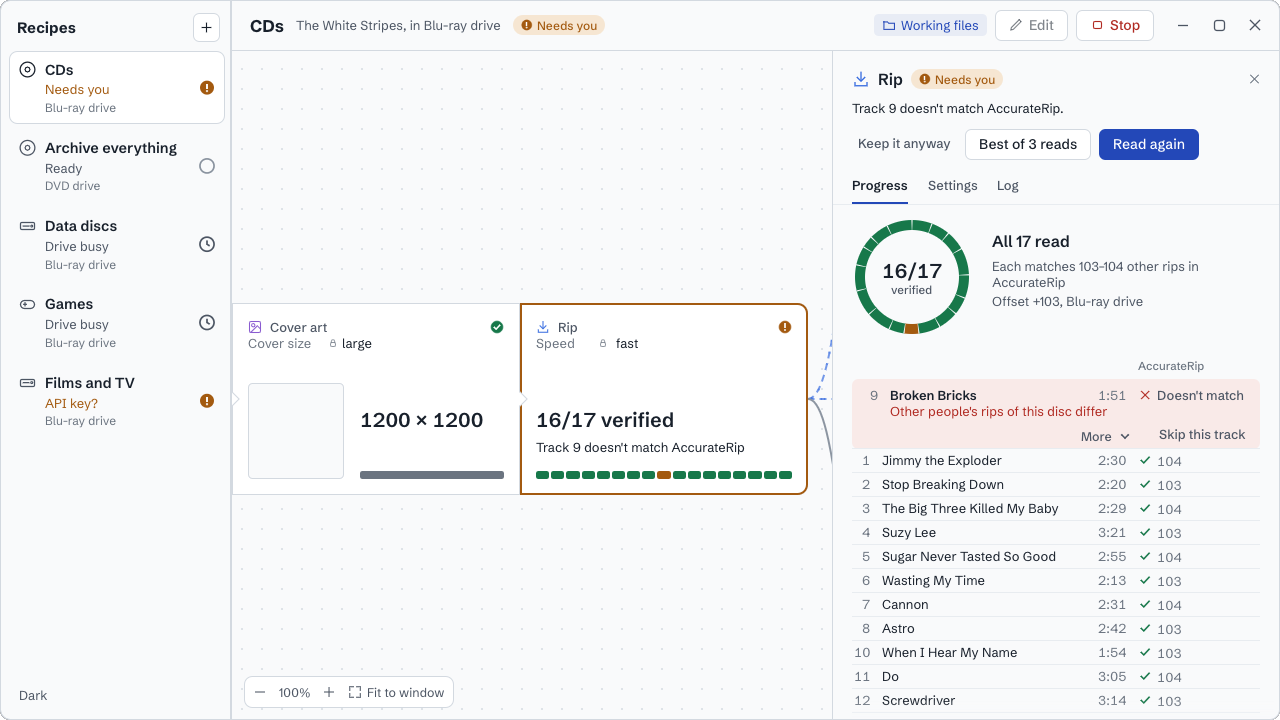 Recipes
CDs
Needs you
Blu-ray drive
Archive everything
Ready
DVD drive
Data discs
Drive busy
Blu-ray drive
Games
Drive busy
Blu-ray drive
Films and TV
API key?
Blu-ray drive
Dark
CDs The White Stripes, in Blu-ray drive Needs you
Working files Edit Stop
Cover art
Cover size large
1200 × 1200
Rip
Speed fast
16/17 verified
Track 9 doesn't match AccurateRip
100% Fit to window
Rip Needs you
Track 9 doesn't match AccurateRip.
Keep it anyway Best of 3 reads Read again
Progress Settings Log
16/17
verified
All 17 read
Each matches 103–104 other rips in
AccurateRip
Offset +103, Blu-ray drive
AccurateRip
9 Broken Bricks 1:51 Doesn't match
Other people's rips of this disc differ
More Skip this track
1 Jimmy the Exploder 2:30 104
2 Stop Breaking Down 2:20 103
3 The Big Three Killed My Baby 2:29 104
4 Suzy Lee 3:21 103
5 Sugar Never Tasted So Good 2:55 104
6 Wasting My Time 2:13 103
7 Cannon 2:31 104
8 Astro 2:42 103
10 When I Hear My Name 1:54 103
11 Do 3:05 104
12 Screwdriver 3:14 103